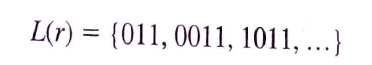 L(r) = {011, 0011, 1011, ...}